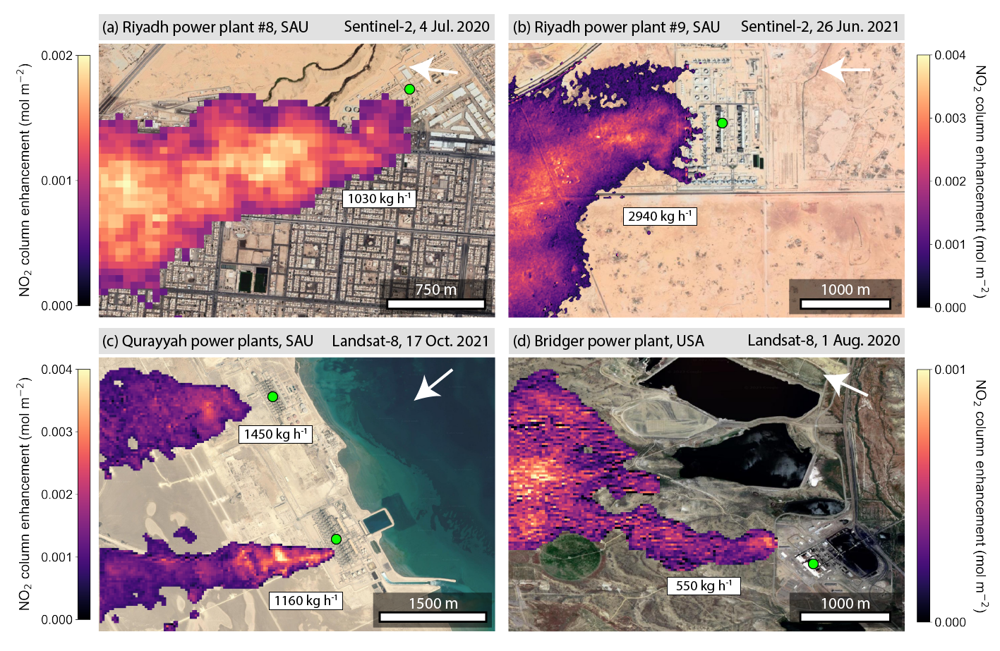 (a) Riyadh power plant #8, SAU Sentinel-2, 4 Jul. 2020
0.002
0.001
0.000
NO₂ column enhancement (mol m⁻²)
1030 kg h⁻¹
750 m
(b) Riyadh power plant #9, SAU Sentinel-2, 26 Jun. 2021
2940 kg h⁻¹
1000 m
0.004
0.003
0.002
0.001
0.000
NO₂ column enhancement (mol m⁻²)
(c) Qurayyah power plants, SAU Landsat-8, 17 Oct. 2021
0.004
0.003
0.002
0.001
0.000
NO₂ column enhancement (mol m⁻²)
1450 kg h⁻¹
1160 kg h⁻¹
1500 m
(d) Bridger power plant, USA Landsat-8, 1 Aug. 2020
550 kg h⁻¹
1000 m
0.001
0.000
NO₂ column enhancement (mol m⁻²)